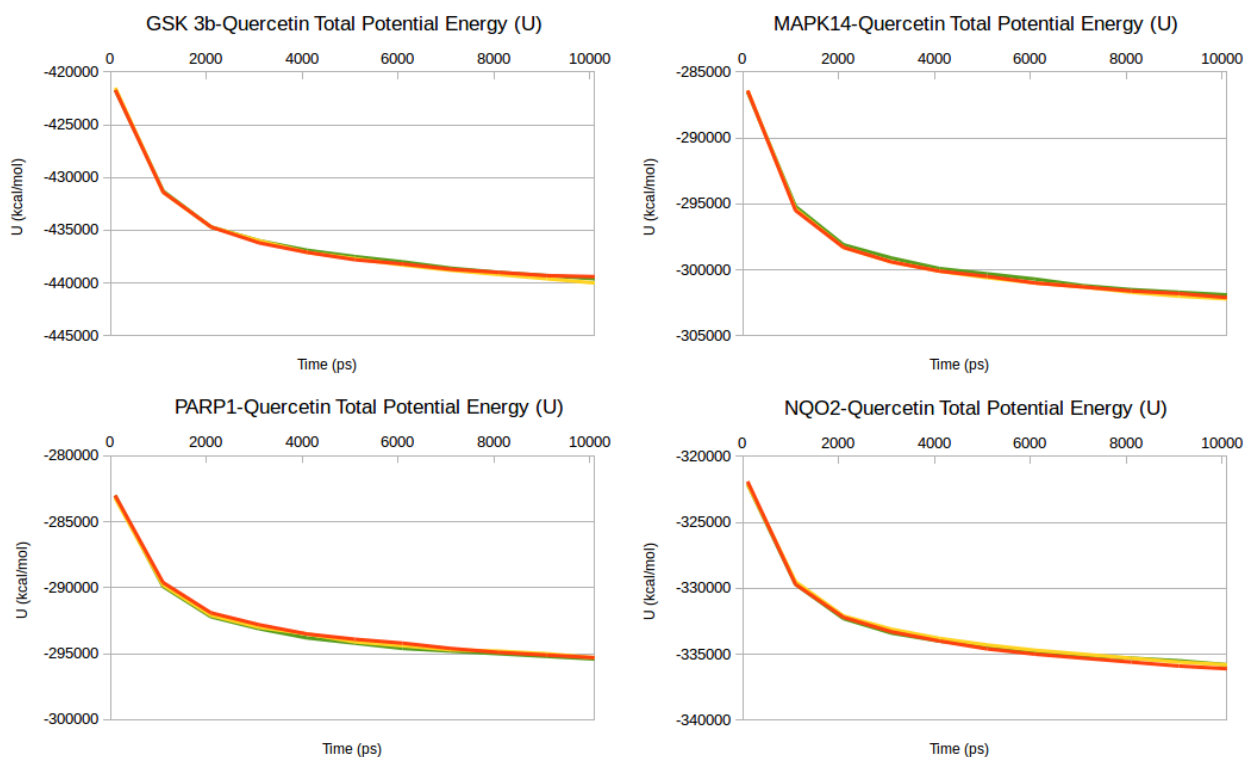 GSK 3b-Quercetin Total Potential Energy (U)
0 2000 4000 6000 8000 10000
-420000
-425000
-430000
-435000
-440000
-445000
U (kcal/mol)
Time (ps)
MAPK14-Quercetin Total Potential Energy (U)
0 2000 4000 6000 8000 10000
-285000
-290000
-295000
-300000
-305000
U (kcal/mol)
Time (ps)
PARP1-Quercetin Total Potential Energy (U)
0 2000 4000 6000 8000 10000
-280000
-285000
-290000
-295000
-300000
U (kcal/mol)
Time (ps)
NQO2-Quercetin Total Potential Energy (U)
0 2000 4000 6000 8000 10000
-320000
-325000
-330000
-335000
-340000
U (kcal/mol)
Time (ps)